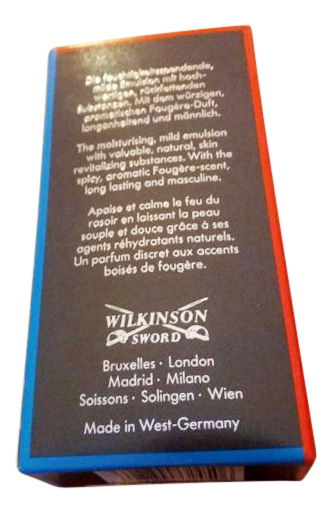 Die feuchtigkeitsspendende,
milde Emulsion mit hoch-
wertigen, rückfettenden
Substanzen. Mit dem würzigen,
aromatischen Fougère-Duft,
langanhaltend und männlich.
The moisturising, mild emulsion
with valuable, natural, skin
revitalizing substances. With the
spicy, aromatic Fougère-scent,
long lasting and masculine.
Apaise et calme le feu du
rasoir en laissant la peau
souple et douce grâce à ses
agents réhydratants naturels.
Un parfum discret aux accents
boisés de fougère.
WILKINSON
SWORD
Bruxelles · London
Madrid · Milano
Soissons · Solingen · Wien
Made in West-Germany